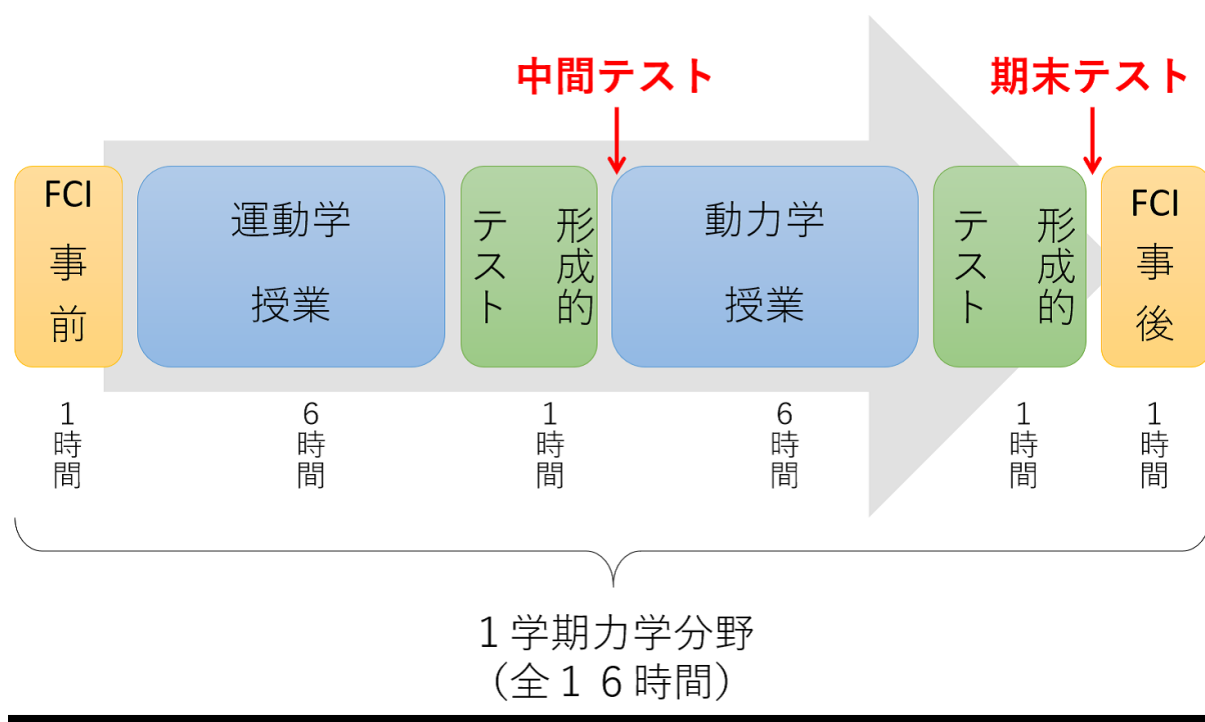 中間テスト
期末テスト
FCI
事
前
運動学
授業
形成的
テスト
動力学
授業
形成的
テスト
FCI
事
後
1時間
6時間
1時間
6時間
1時間
1時間
１学期力学分野
（全１６時間）